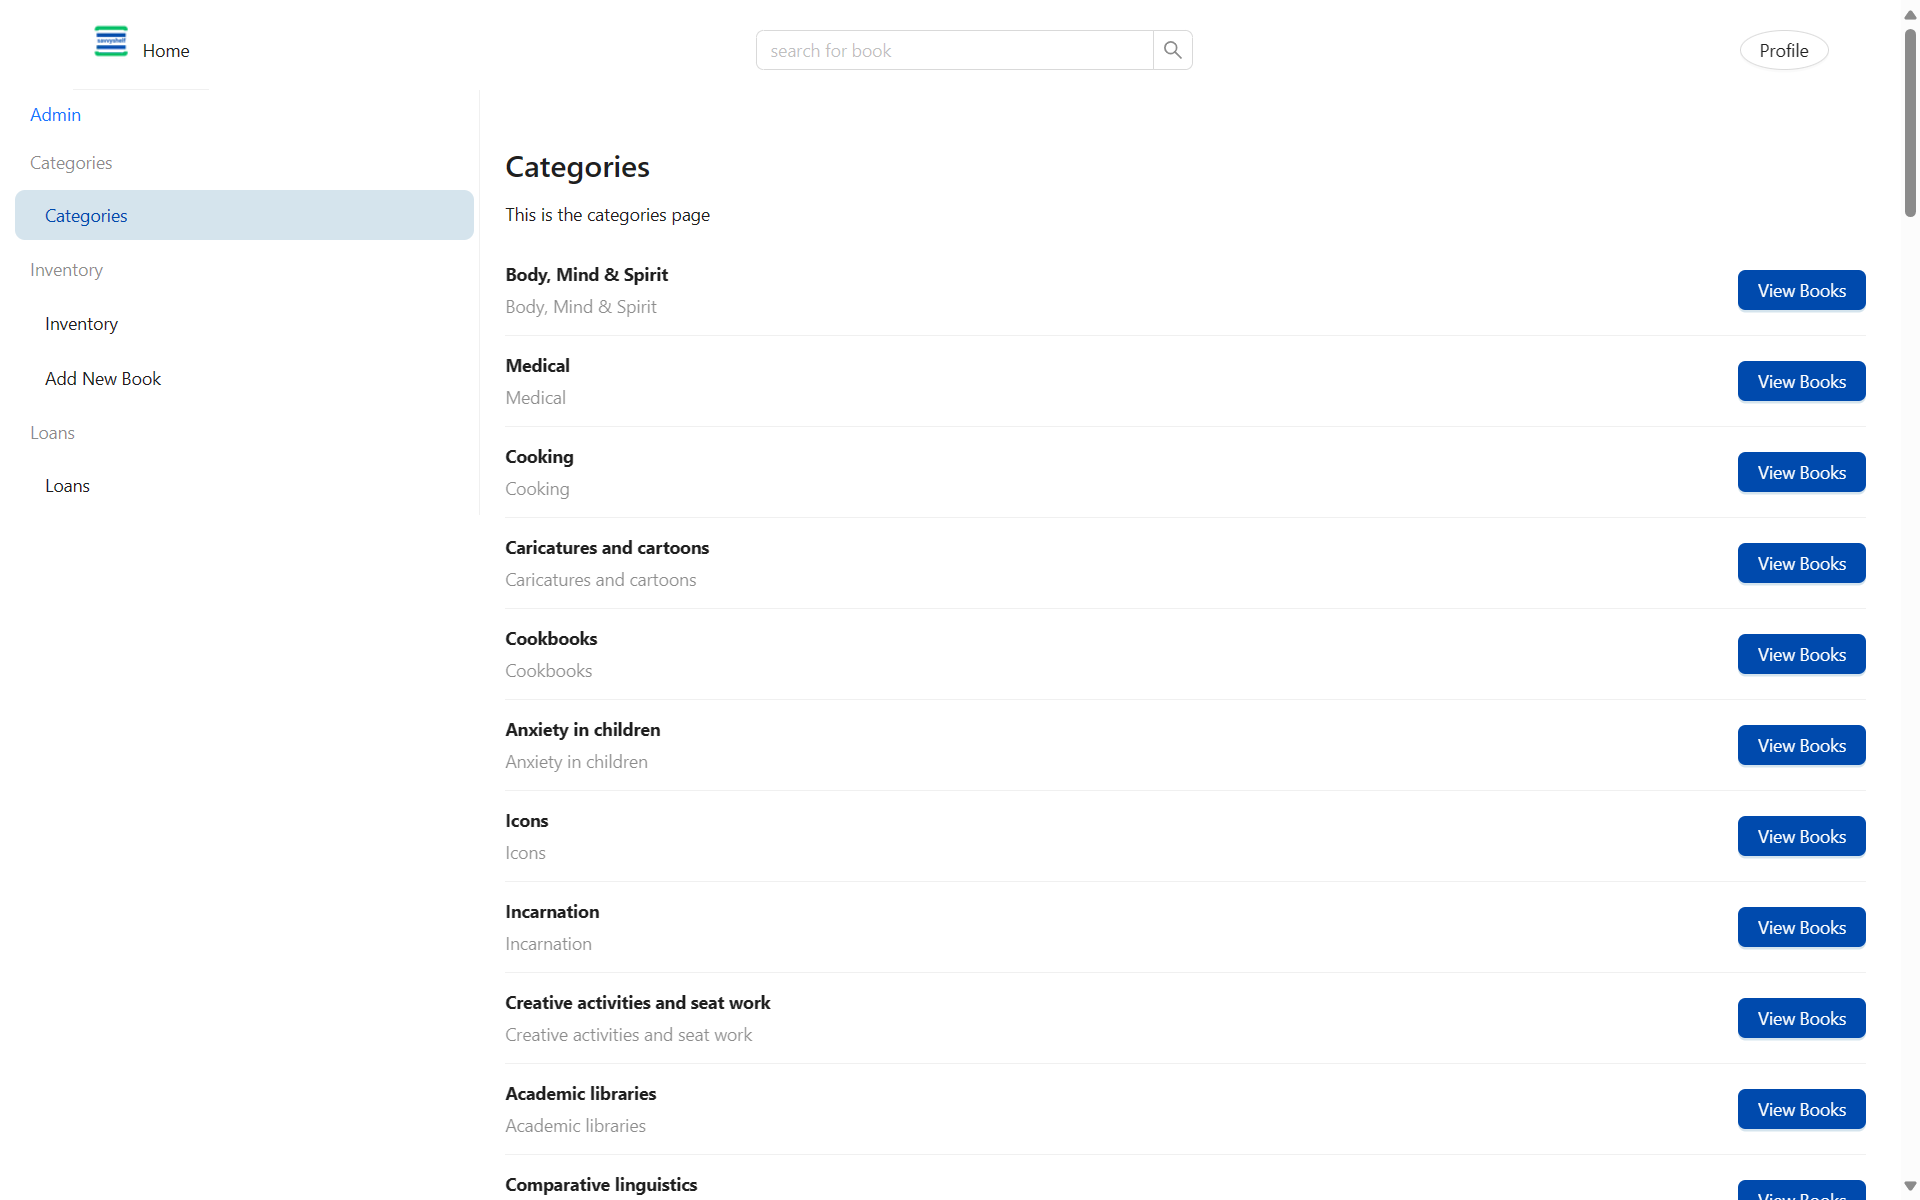 savvyshelf
Home
search for book
Profile
Admin
Categories
Categories
Inventory
Inventory
Add New Book
Loans
Loans
Categories
This is the categories page
Body, Mind & Spirit
Body, Mind & Spirit
View Books
Medical
Medical
View Books
Cooking
Cooking
View Books
Caricatures and cartoons
Caricatures and cartoons
View Books
Cookbooks
Cookbooks
View Books
Anxiety in children
Anxiety in children
View Books
Icons
Icons
View Books
Incarnation
Incarnation
View Books
Creative activities and seat work
Creative activities and seat work
View Books
Academic libraries
Academic libraries
View Books
Comparative linguistics
View Books